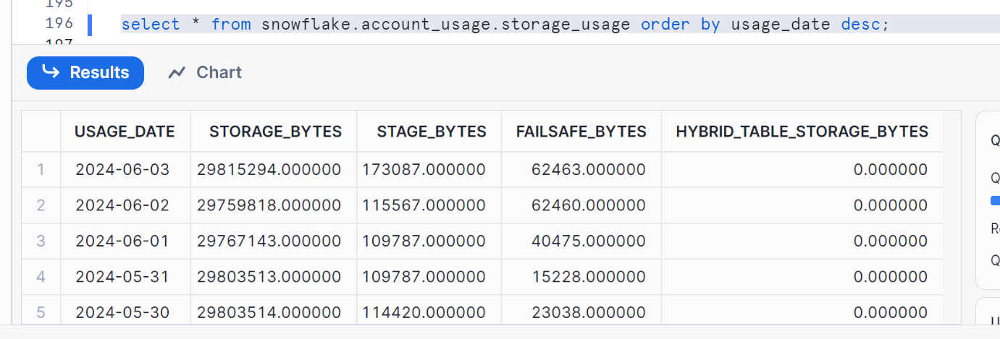 195
196 select * from snowflake.account_usage.storage_usage order by usage_date desc;
197
Results Chart
USAGE_DATE STORAGE_BYTES STAGE_BYTES FAILSAFE_BYTES HYBRID_TABLE_STORAGE_BYTES
1 2024-06-03 29815294.000000 173087.000000 62463.000000 0.000000
2 2024-06-02 29759818.000000 115567.000000 62460.000000 0.000000
3 2024-06-01 29767143.000000 109787.000000 40475.000000 0.000000
4 2024-05-31 29803513.000000 109787.000000 15228.000000 0.000000
5 2024-05-30 29803514.000000 114420.000000 23038.000000 0.000000